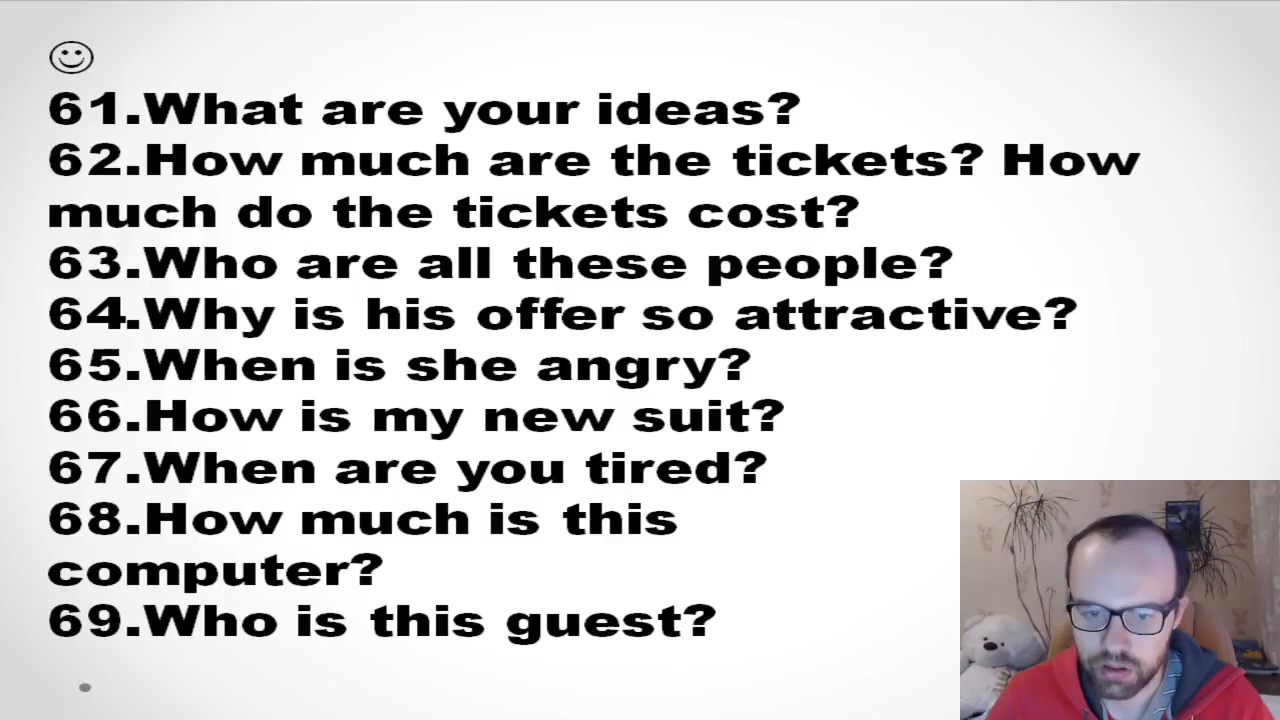 61.What are your ideas?
62.How much are the tickets? How
much do the tickets cost?
63.Who are all these people?
64.Why is his offer so attractive?
65.When is she angry?
66.How is my new suit?
67.When are you tired?
68.How much is this
computer?
69.Who is this guest?